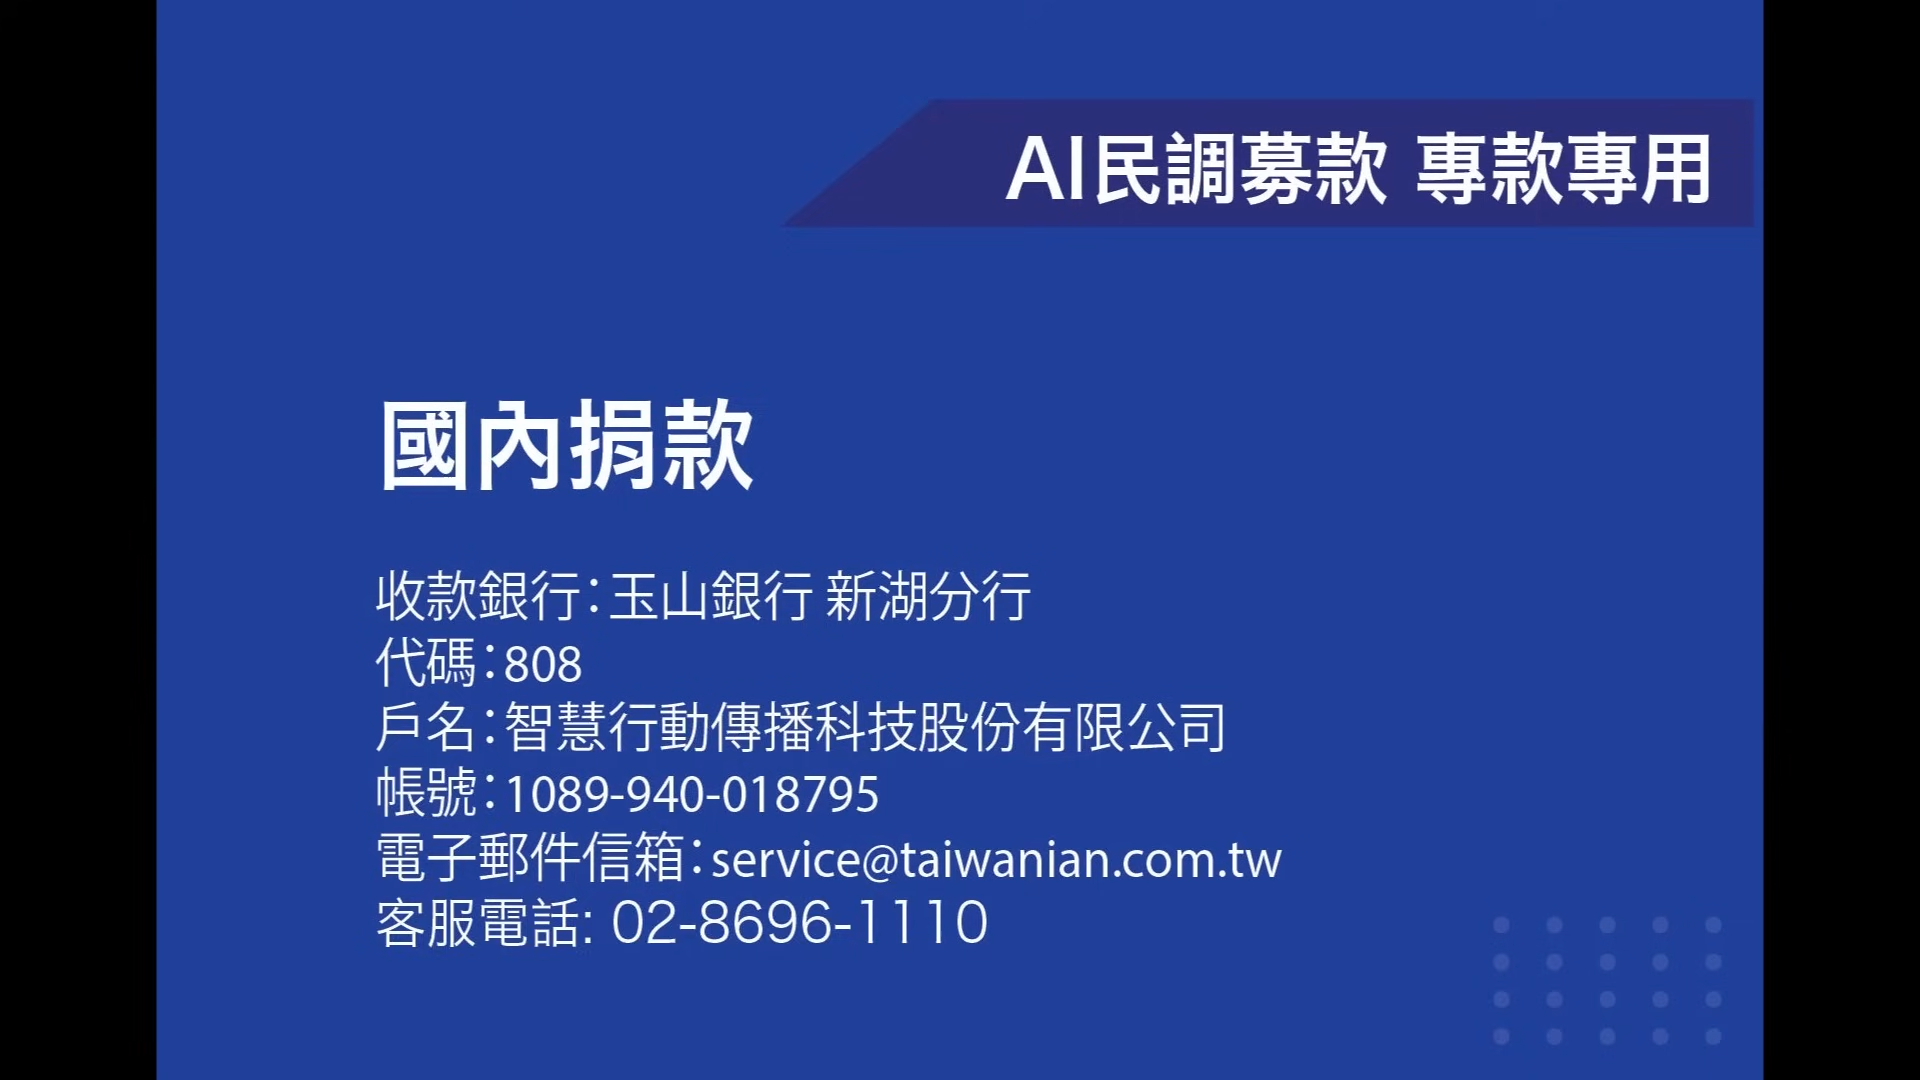 AI民調募款 專款專用
國內捐款
收款銀行：玉山銀行 新湖分行
代碼：808
戶名：智慧行動傳播科技股份有限公司
帳號：1089-940-018795
電子郵件信箱：service@taiwanian.com.tw
客服電話: 02-8696-1110